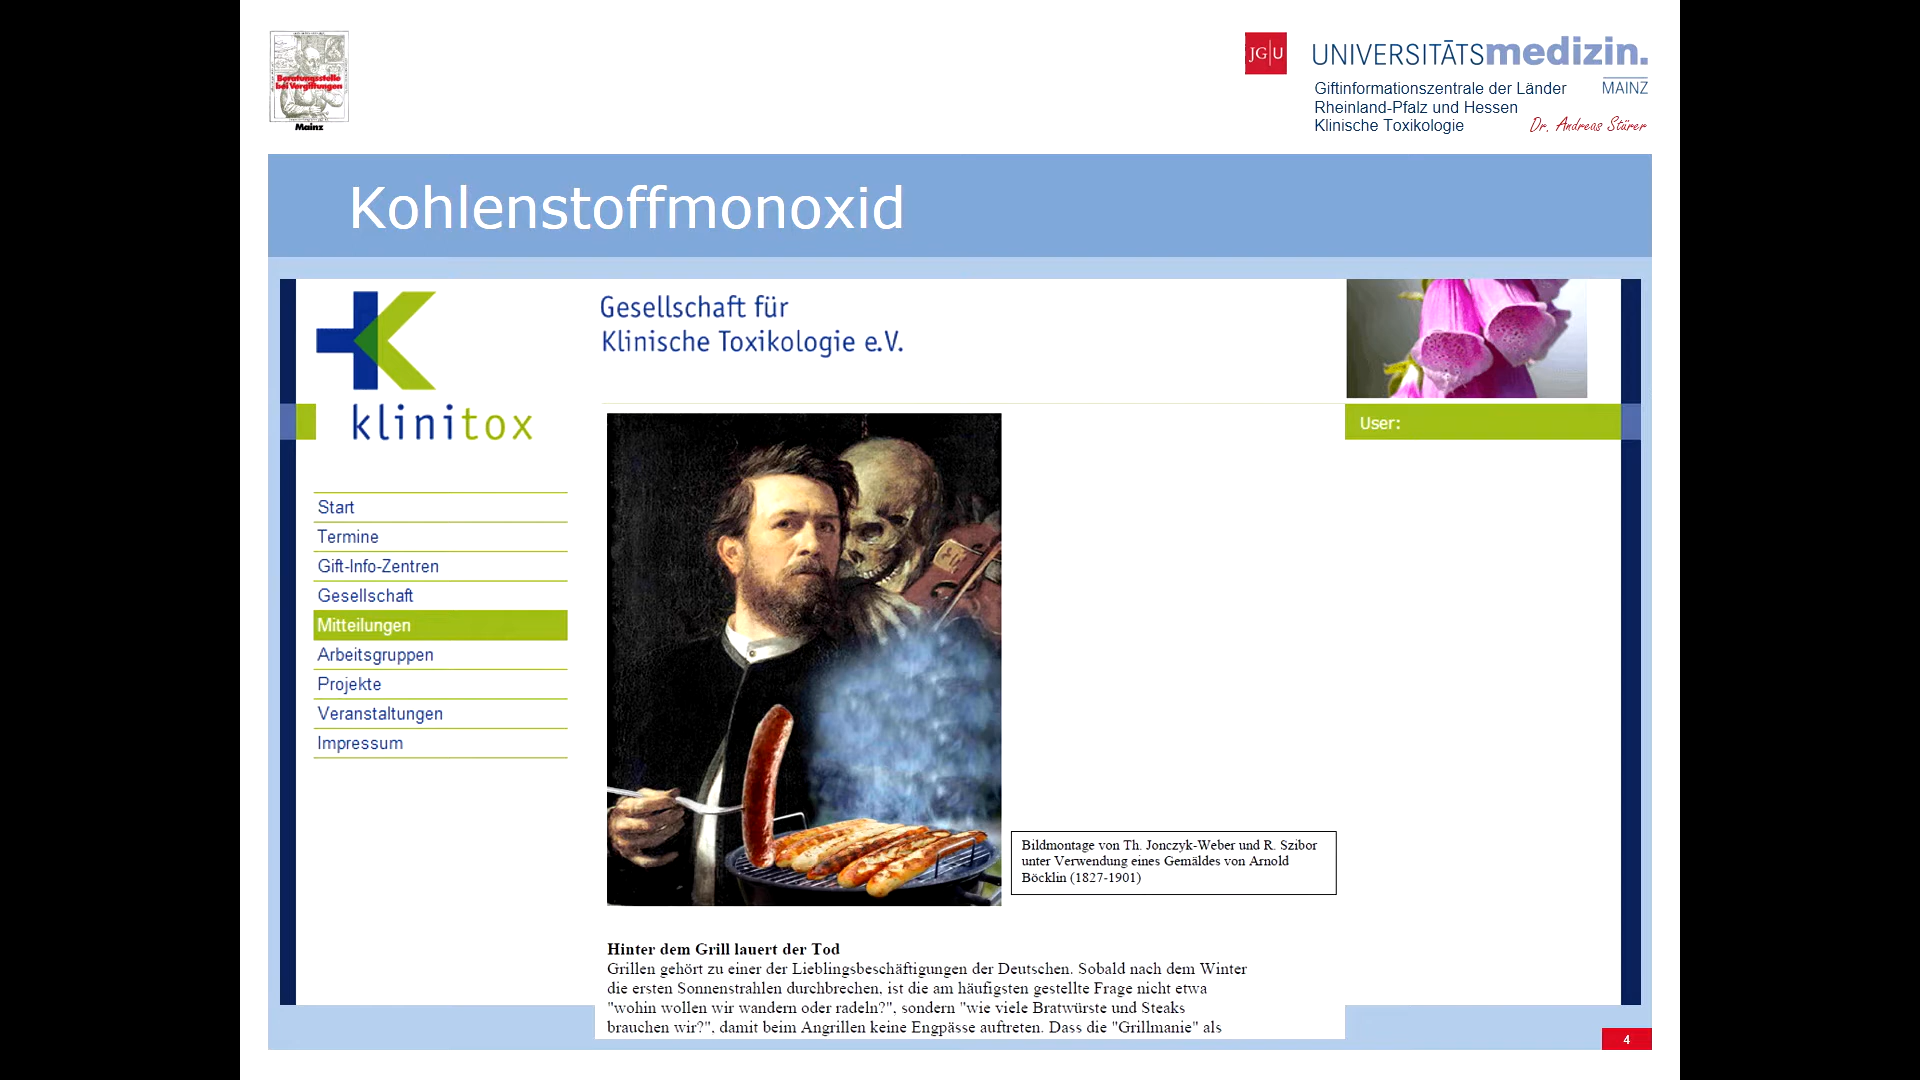 Beratungsstelle
bei Vergiftungen
Mainz
JG|U
UNIVERSITÄTSmedizin.
MAINZ
Giftinformationszentrale der Länder
Rheinland-Pfalz und Hessen
Klinische Toxikologie
Dr. Andreas Stürer
Kohlenstoffmonoxid
klinitox
Gesellschaft für
Klinische Toxikologie e.V.
User:
Start
Termine
Gift-Info-Zentren
Gesellschaft
Mitteilungen
Arbeitsgruppen
Projekte
Veranstaltungen
Impressum
Bildmontage von Th. Jonczyk-Weber und R. Szibor
unter Verwendung eines Gemäldes von Arnold
Böcklin (1827-1901)
Hinter dem Grill lauert der Tod
Grillen gehört zu einer der Lieblingsbeschäftigungen der Deutschen. Sobald nach dem Winter
die ersten Sonnenstrahlen durchbrechen, ist die am häufigsten gestellte Frage nicht etwa
"wohin wollen wir wandern oder radeln?", sondern "wie viele Bratwürste und Steaks
brauchen wir?", damit beim Angrillen keine Engpässe auftreten. Dass die "Grillmanie" als
4